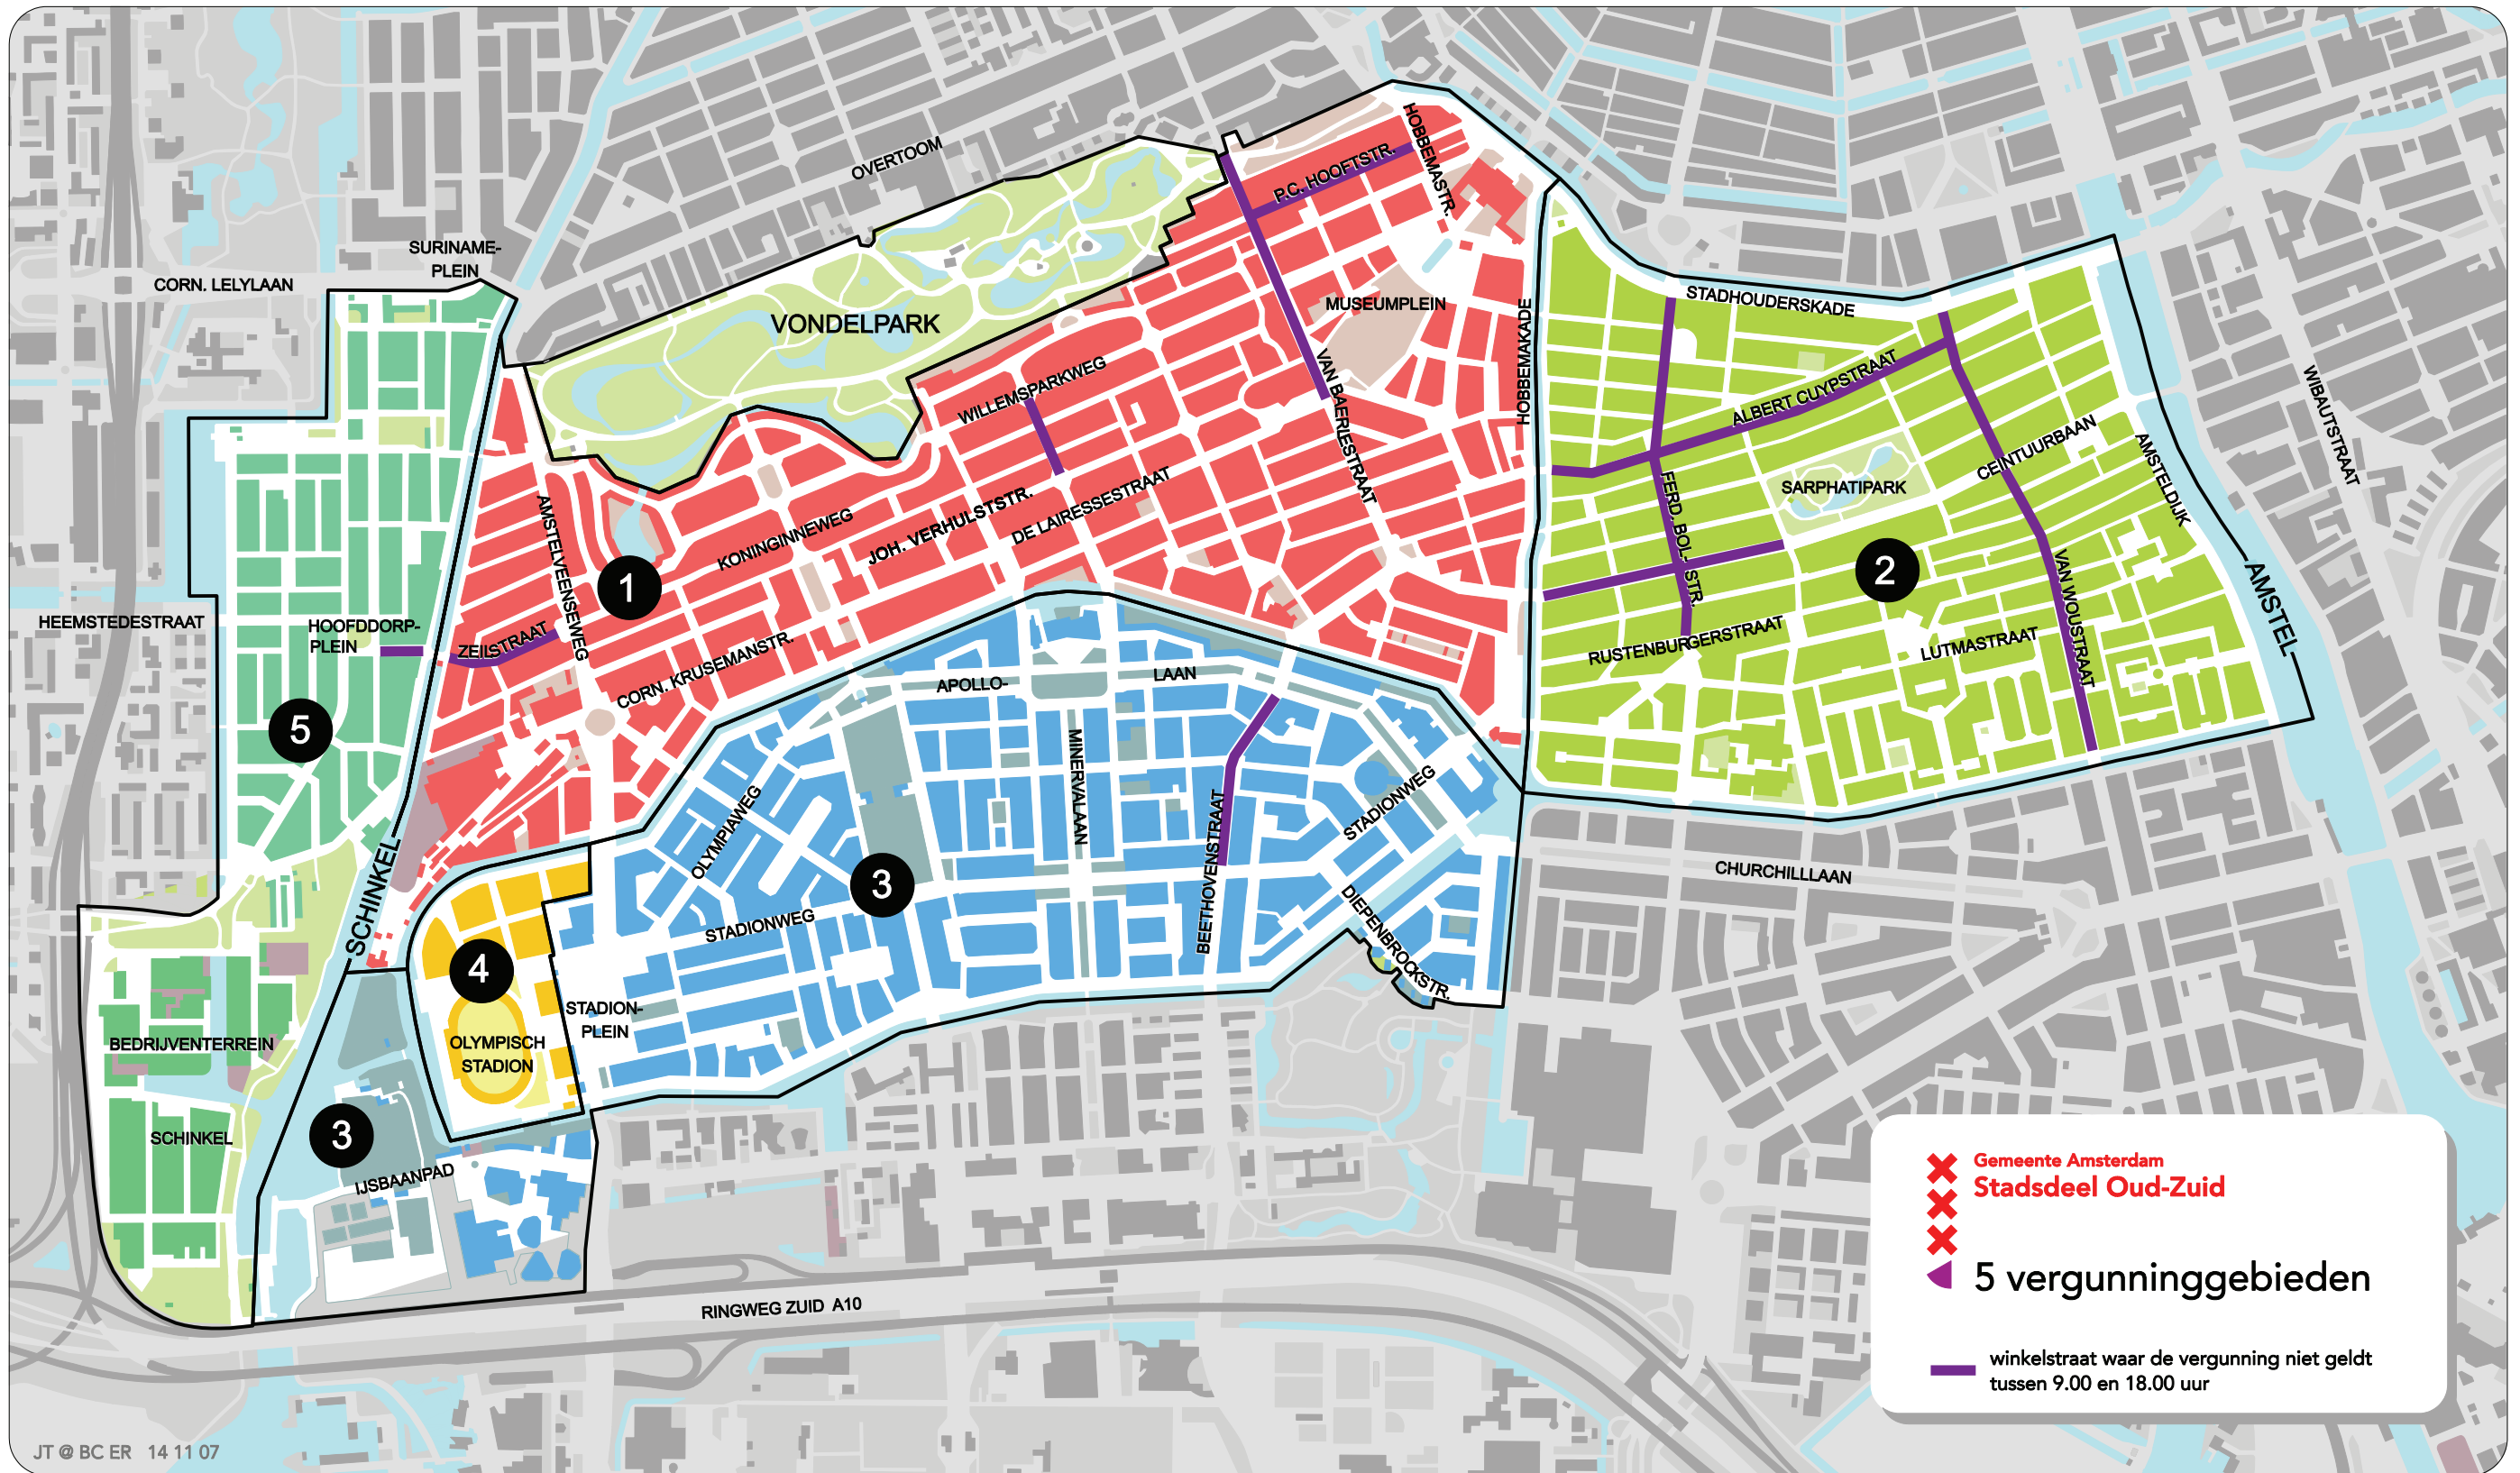 OVERTOOM
HOBBEMASTR.
P.C. HOOFTSTR.
SURINAME-
PLEIN
CORN. LELYLAAN
VONDELPARK
MUSEUMPLEIN
STADHOUDERSKADE
HOBBEMAKADE
VAN BAERLESTRAAT
WILLEMSPARKWEG
ALBERT CUYPSTRAAT
WIBAUTSTRAAT
CEINTUURBAAN
AMSTELDIJK
SARPHATIPARK
FERD. BOL- STR.
AMSTELVEENSEWEG
KONINGINNEWEG
JOH. VERHULSTSTR.
DE LAIRESSESTRAAT
1
2
VAN WOUSTRAAT
AMSTEL
HEEMSTEDESTRAAT
HOOFDDORP-
PLEIN
ZEILSTRAAT
CORN. KRUSEMANSTR.
RUSTENBURGERSTRAAT
LUTMASTRAAT
APOLLO-
LAAN
5
MINERVALAAN
OLYMPIAWEG
BEETHOVENSTRAAT
STADIONWEG
CHURCHILLLAAN
SCHINKEL
3
STADIONWEG
DIEPENBROCKSTR.
4
STADION-
PLEIN
OLYMPISCH
STADION
BEDRIJVENTERREIN
SCHINKEL
3
IJSBAANPAD
RINGWEG ZUID A10
Gemeente Amsterdam
Stadsdeel Oud-Zuid
5 vergunninggebieden
winkelstraat waar de vergunning niet geldt
tussen 9.00 en 18.00 uur
JT @ BC ER 14 11 07